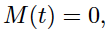 M(t) = 0,